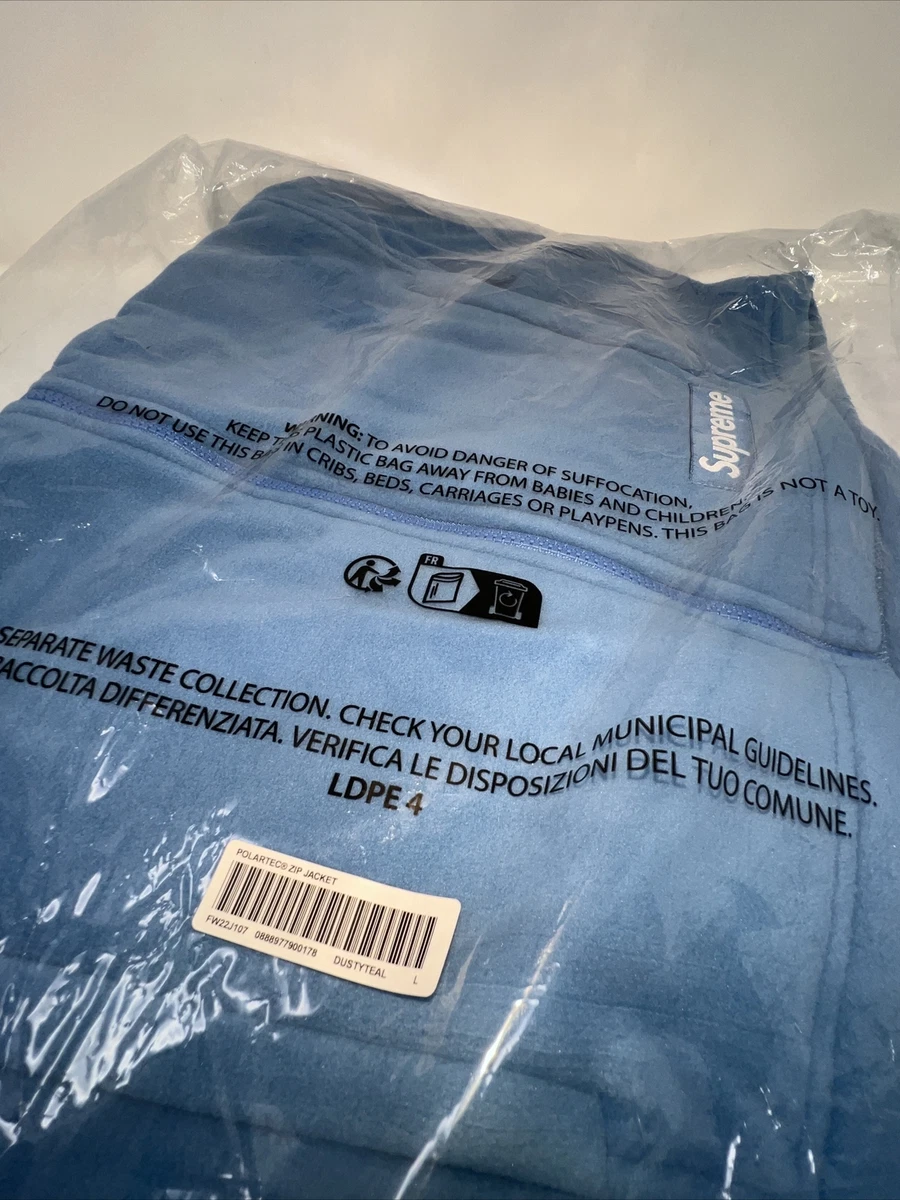 Supreme
WARNING: TO AVOID DANGER OF SUFFOCATION,
KEEP THIS PLASTIC BAG AWAY FROM BABIES AND CHILDREN.
DO NOT USE THIS BAG IN CRIBS, BEDS, CARRIAGES OR PLAYPENS. THIS BAG IS NOT A TOY.
FR
SEPARATE WASTE COLLECTION. CHECK YOUR LOCAL MUNICIPAL GUIDELINES.
RACCOLTA DIFFERENZIATA. VERIFICA LE DISPOSIZIONI DEL TUO COMUNE.
LDPE 4
POLARTEC® ZIP JACKET
FW22J107 0888977900178 DUSTYTEAL L